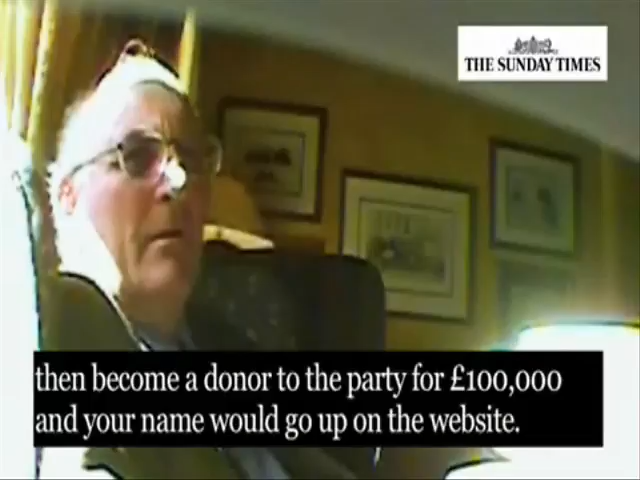 THE SUNDAY TIMES
then become a donor to the party for £100,000
and your name would go up on the website.